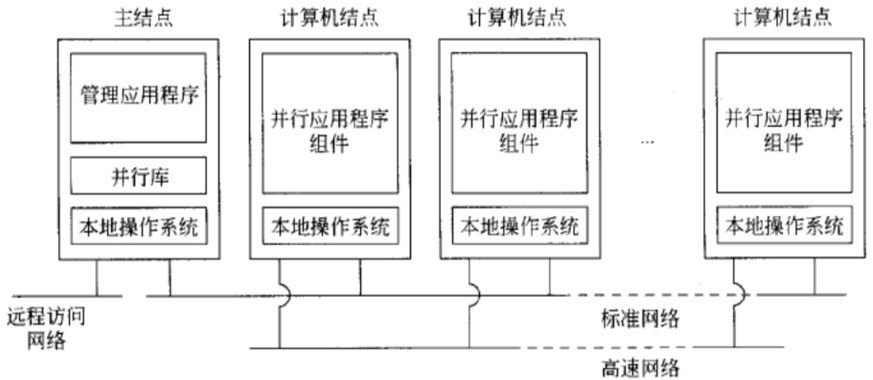 主结点
计算机结点
计算机结点
计算机结点
管理应用程序
并行库
本地操作系统
并行应用程序
组件
本地操作系统
并行应用程序
组件
本地操作系统
...
并行应用程序
组件
本地操作系统
远程访问
网络
标准网络
高速网络